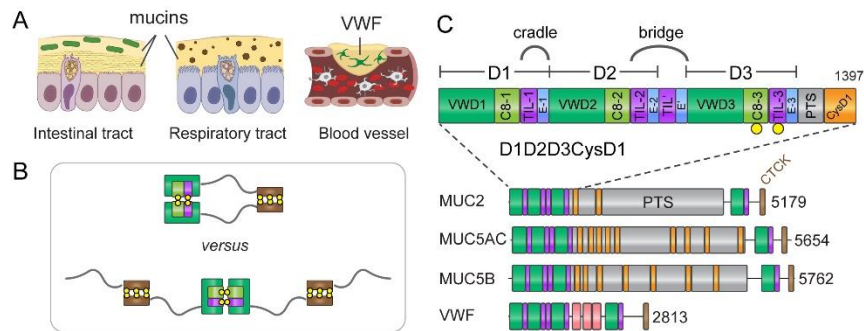 A
mucins
VWF
Intestinal tract
Respiratory tract
Blood vessel
B
versus
C
cradle
bridge
D1
D2
D3
1397
VWD1
C8-1
TIL-1
E-1
VWD2
C8-2
TIL-2
E-2
TIL'
E'
VWD3
C8-3
TIL-3
E-3
PTS
CysD1
D1D2D3CysD1
CTCK
MUC2
PTS
5179
MUC5AC
5654
MUC5B
5762
VWF
2813